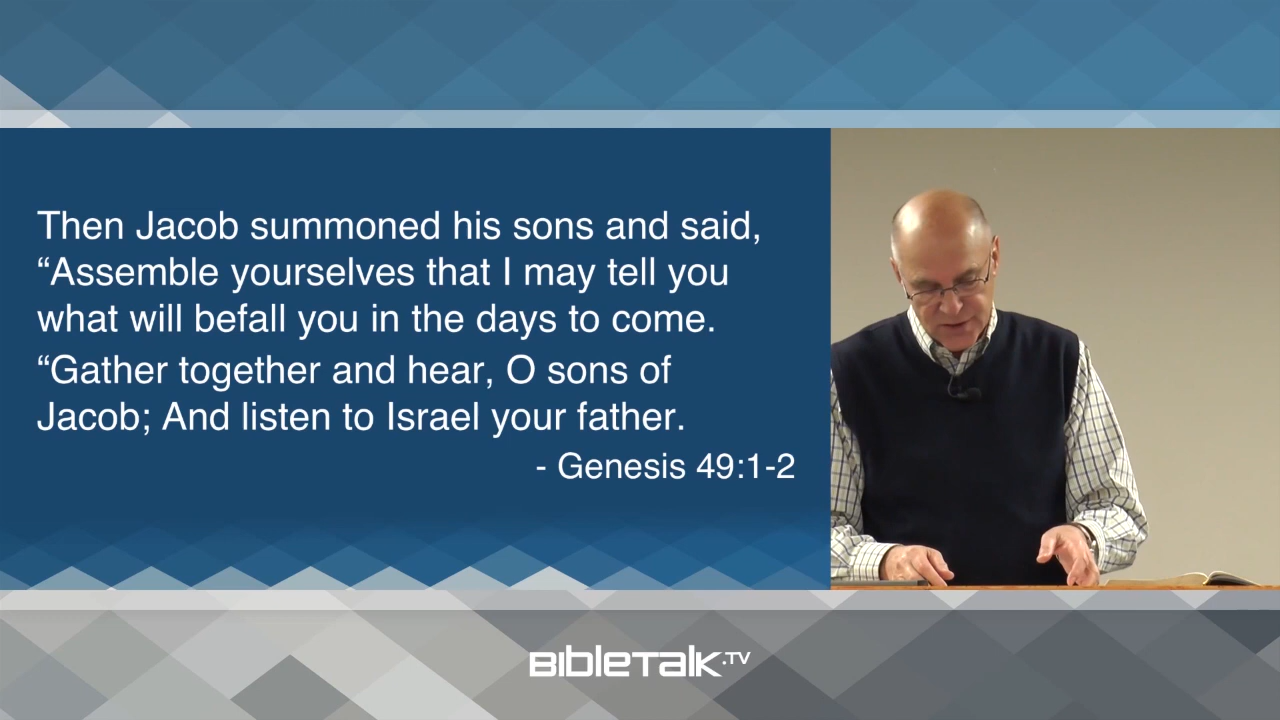 Then Jacob summoned his sons and said,
“Assemble yourselves that I may tell you
what will befall you in the days to come.
“Gather together and hear, O sons of
Jacob; And listen to Israel your father.
- Genesis 49:1-2
BIBLETALK.TV